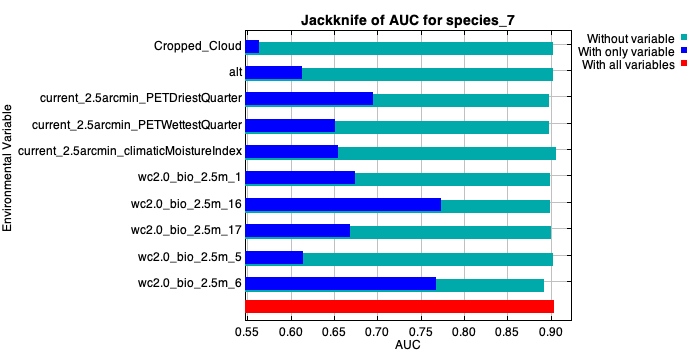 Jackknife of AUC for species_7
Without variable
With only variable
With all variables
Environmental Variable
Cropped_Cloud
alt
current_2.5arcmin_PETDriestQuarter
current_2.5arcmin_PETWettestQuarter
current_2.5arcmin_climaticMoistureIndex
wc2.0_bio_2.5m_1
wc2.0_bio_2.5m_16
wc2.0_bio_2.5m_17
wc2.0_bio_2.5m_5
wc2.0_bio_2.5m_6
0.55 0.60 0.65 0.70 0.75 0.80 0.85 0.90
AUC